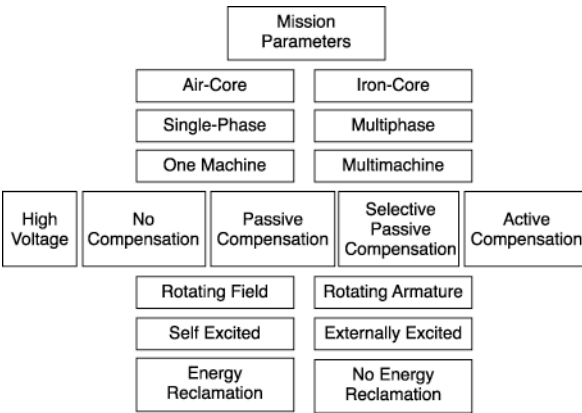 Mission
Parameters
Air-Core
Iron-Core
Single-Phase
Multiphase
One Machine
Multimachine
High
Voltage
No
Compensation
Passive
Compensation
Selective
Passive
Compensation
Active
Compensation
Rotating Field
Rotating Armature
Self Excited
Externally Excited
Energy
Reclamation
No Energy
Reclamation